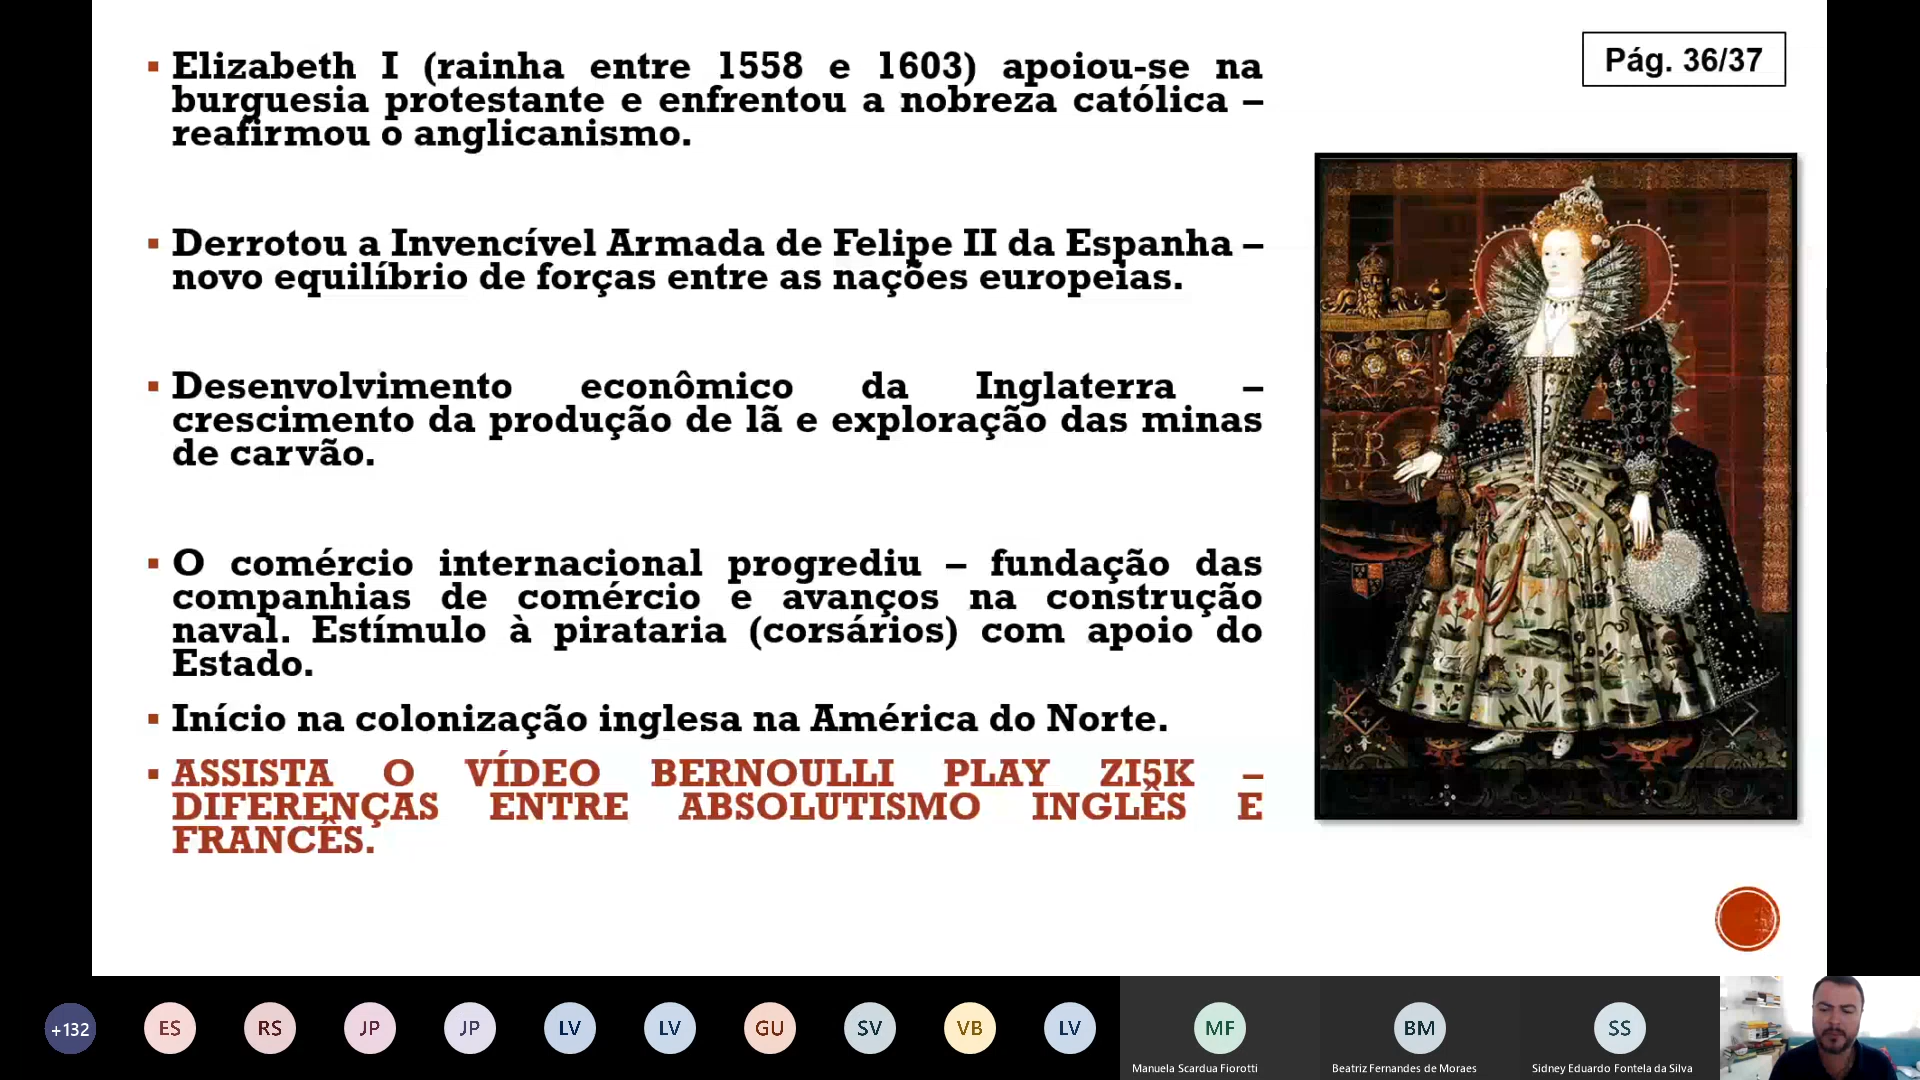 Pág. 36/37
▪ Elizabeth I (rainha entre 1558 e 1603) apoiou-se na
burguesia protestante e enfrentou a nobreza católica –
reafirmou o anglicanismo.
▪ Derrotou a Invencível Armada de Felipe II da Espanha –
novo equilíbrio de forças entre as nações europeias.
▪ Desenvolvimento econômico da Inglaterra –
crescimento da produção de lã e exploração das minas
de carvão.
▪ O comércio internacional progrediu – fundação das
companhias de comércio e avanços na construção
naval. Estímulo à pirataria (corsários) com apoio do
Estado.
▪ Início na colonização inglesa na América do Norte.
▪ ASSISTA O VÍDEO BERNOULLI PLAY ZI5K –
DIFERENÇAS ENTRE ABSOLUTISMO INGLÊS E
FRANCÊS.
ER
+132
ES
RS
JP
JP
LV
LV
GU
SV
VB
LV
MF
Manuela Scardua Fiorotti
BM
Beatriz Fernandes de Moraes
SS
Sidney Eduardo Fontela da Silva